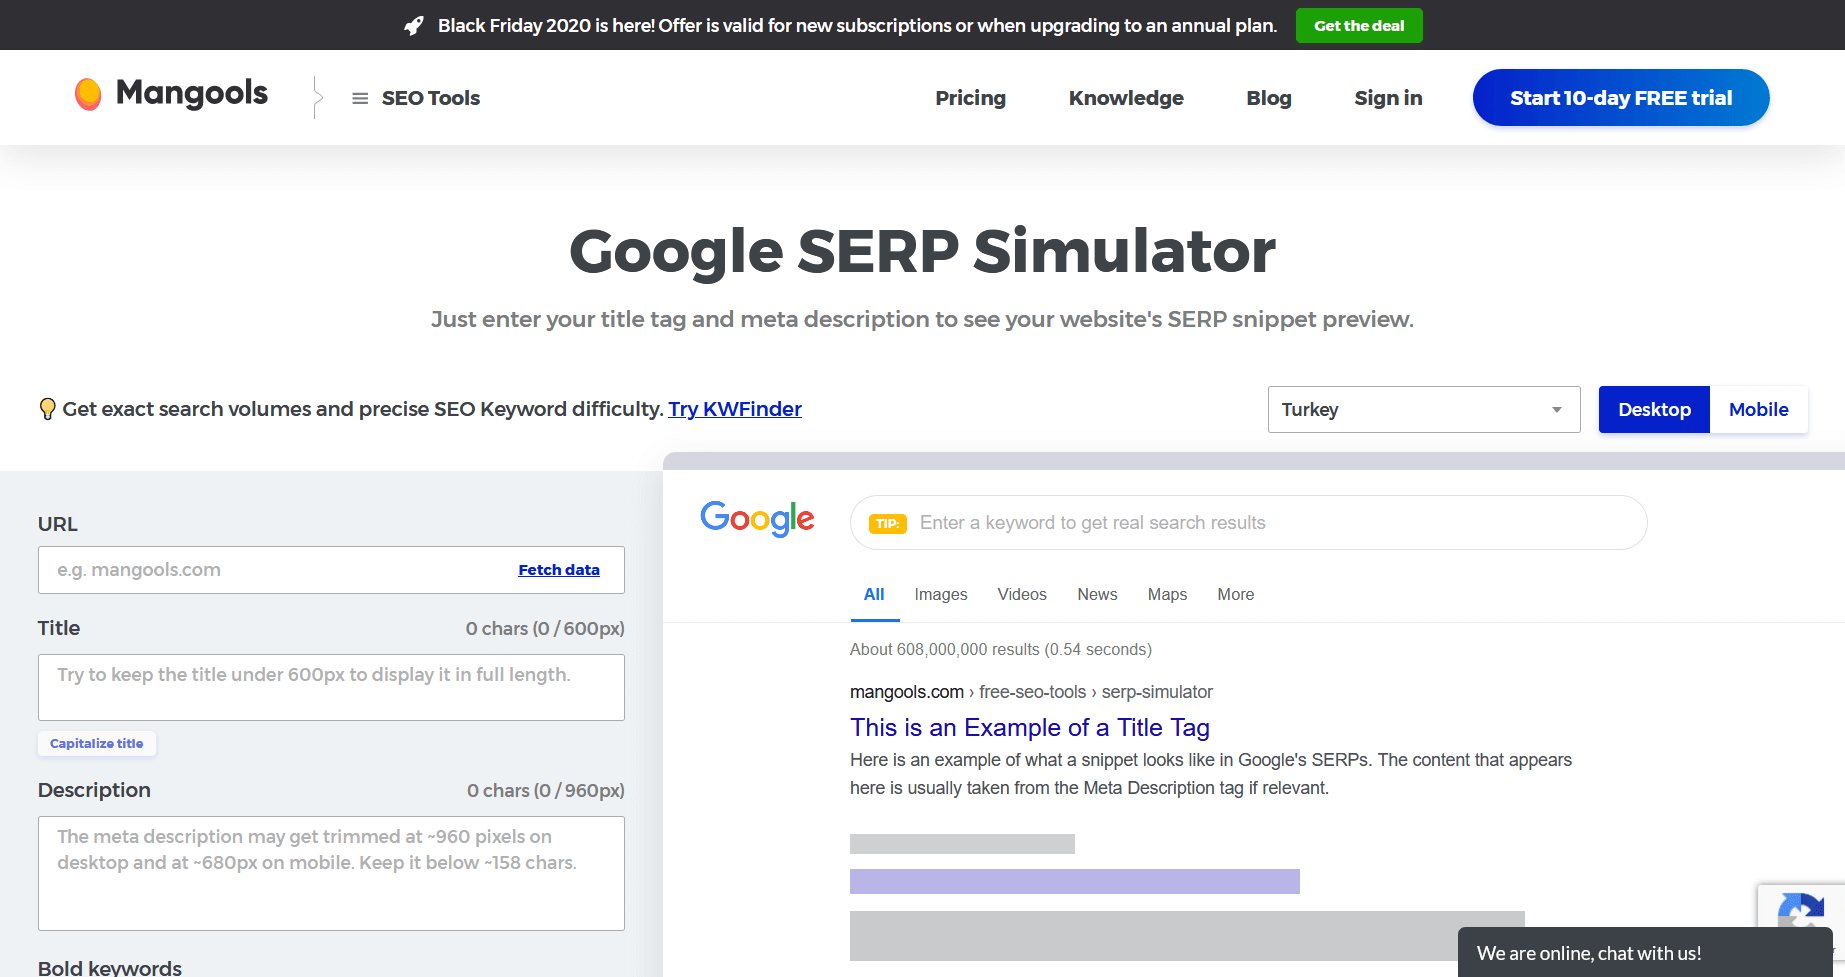 Black Friday 2020 is here! Offer is valid for new subscriptions or when upgrading to an annual plan.
Get the deal
Mangools
SEO Tools
Pricing
Knowledge
Blog
Sign in
Start 10-day FREE trial
Google SERP Simulator
Just enter your title tag and meta description to see your website's SERP snippet preview.
Get exact search volumes and precise SEO Keyword difficulty. Try KWFinder
Turkey
Desktop
Mobile
URL
e.g. mangools.com
Fetch data
Title
0 chars (0 / 600px)
Try to keep the title under 600px to display it in full length.
Capitalize title
Description
0 chars (0 / 960px)
The meta description may get trimmed at ~960 pixels on
desktop and at ~680px on mobile. Keep it below ~158 chars.
Bold keywords
Google
TIP:
Enter a keyword to get real search results
All
Images
Videos
News
Maps
More
About 608,000,000 results (0.54 seconds)
mangools.com › free-seo-tools › serp-simulator
This is an Example of a Title Tag
Here is an example of what a snippet looks like in Google's SERPs. The content that appears
here is usually taken from the Meta Description tag if relevant.
We are online, chat with us!